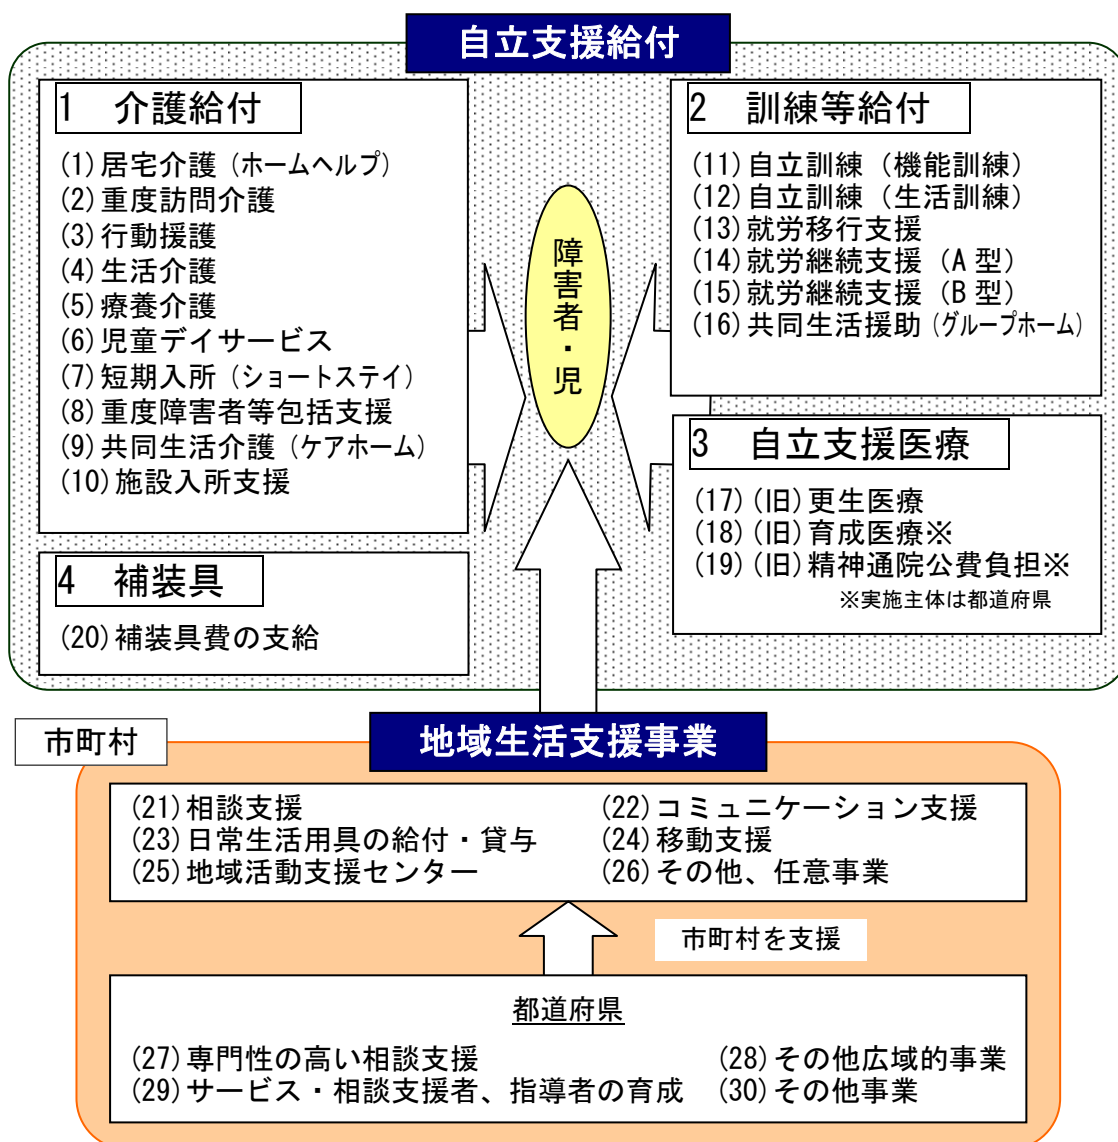 自立支援給付
1 介護給付
(1)居宅介護(ホームヘルプ)
(2)重度訪問介護
(3)行動援護
(4)生活介護
(5)療養介護
(6)児童デイサービス
(7)短期入所(ショートステイ)
(8)重度障害者等包括支援
(9)共同生活介護(ケアホーム)
(10)施設入所支援
障害者・児
2 訓練等給付
(11)自立訓練(機能訓練)
(12)自立訓練(生活訓練)
(13)就労移行支援
(14)就労継続支援(A型)
(15)就労継続支援(B型)
(16)共同生活援助(グループホーム)
3 自立支援医療
(17)(旧)更生医療
(18)(旧)育成医療※
(19)(旧)精神通院公費負担※
※実施主体は都道府県
4 補装具
(20)補装具費の支給
市町村
地域生活支援事業
(21)相談支援 (22)コミュニケーション支援
(23)日常生活用具の給付・貸与 (24)移動支援
(25)地域活動支援センター (26)その他、任意事業
市町村を支援
都道府県
(27)専門性の高い相談支援 (28)その他広域的事業
(29)サービス・相談支援者、指導者の育成 (30)その他事業